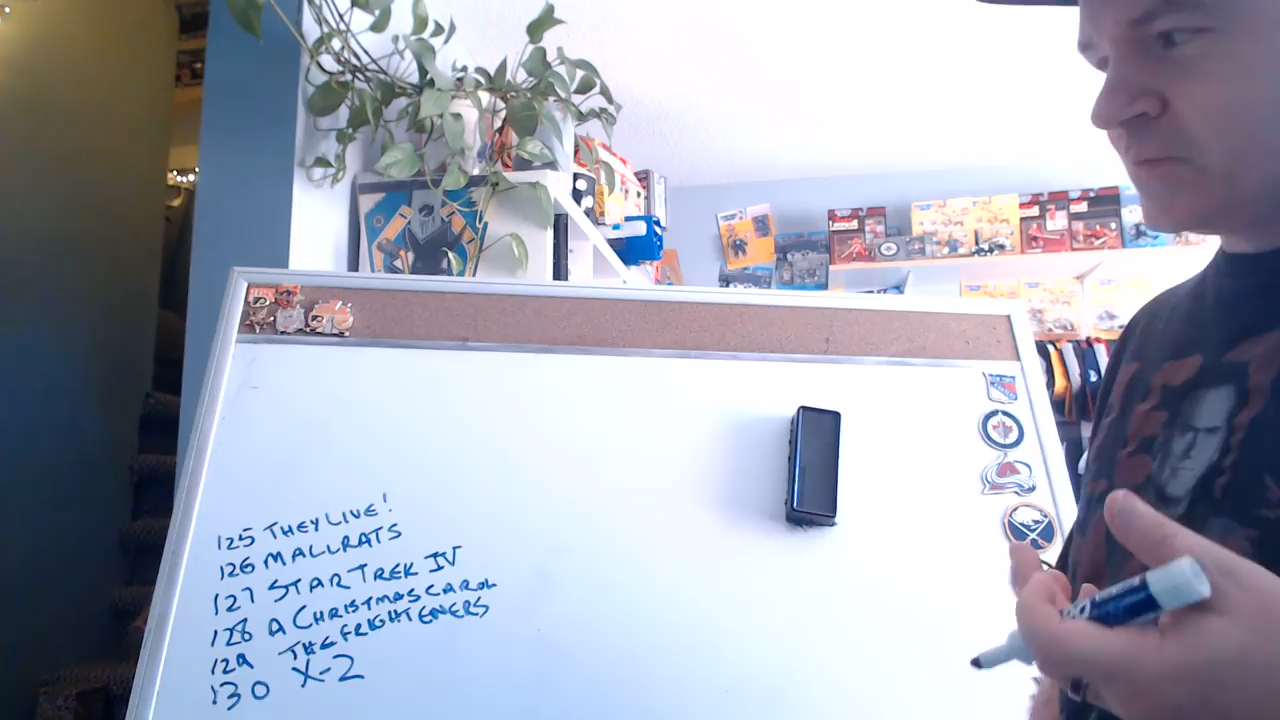 125 THEY LIVE!
126 MALLRATS
127 STAR TREK IV
128 A CHRISTMAS CAROL
129 THE FRIGHTENERS
130 X-2